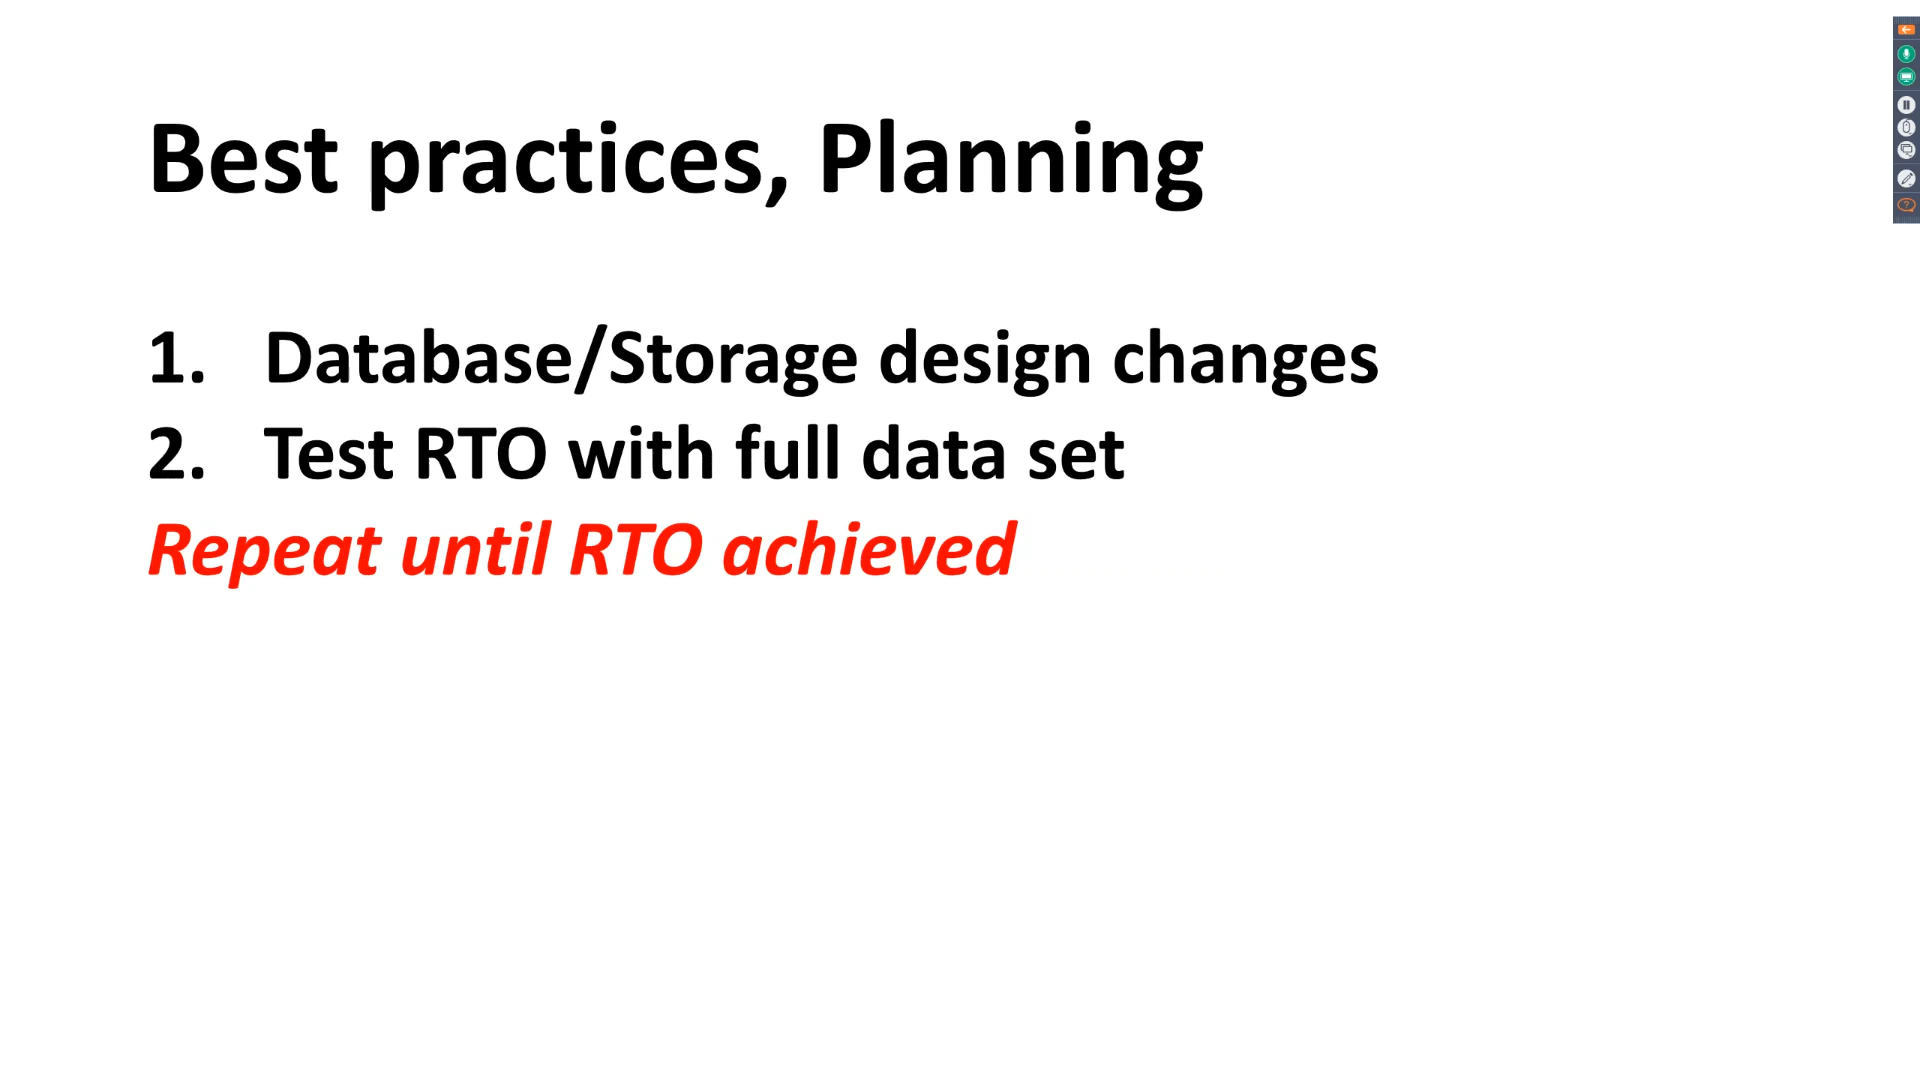 Best practices, Planning
1. Database/Storage design changes
2. Test RTO with full data set
Repeat until RTO achieved